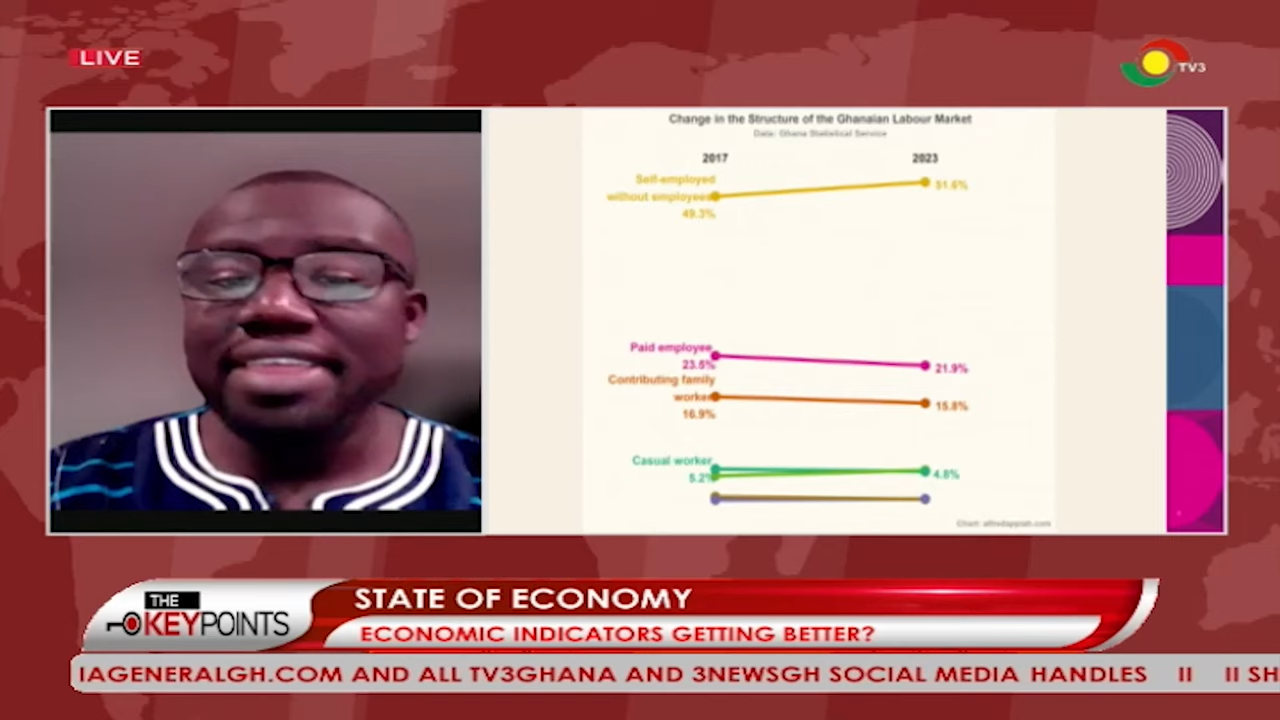 LIVE
TV3
Change in the Structure of the Ghanaian Labour Market
Data: Ghana Statistical Service
2017
2023
Self-employed
without employees
49.3%
51.6%
Paid employee
23.5%
21.9%
Contributing family
worker
16.9%
15.8%
Casual worker
5.2%
4.8%
Chart: alfredappiah.com
THE
KEYPOINTS
STATE OF ECONOMY
ECONOMIC INDICATORS GETTING BETTER?
IAGENERALGH.COM AND ALL TV3GHANA AND 3NEWSGH SOCIAL MEDIA HANDLES II II SH